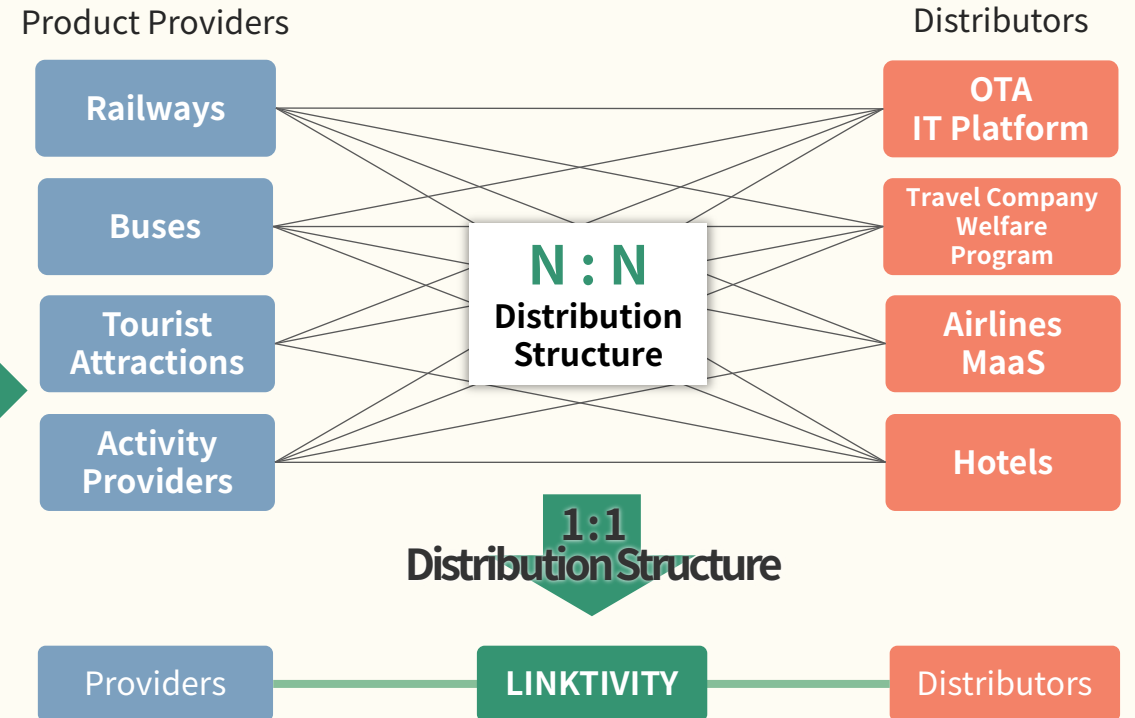 Product Providers
Distributors
Railways
OTA
IT Platform
Buses
Travel Company
Welfare
Program
N : N
Distribution
Structure
Tourist
Attractions
Airlines
MaaS
Activity
Providers
Hotels
1:1
Distribution Structure
Providers
LINKTIVITY
Distributors